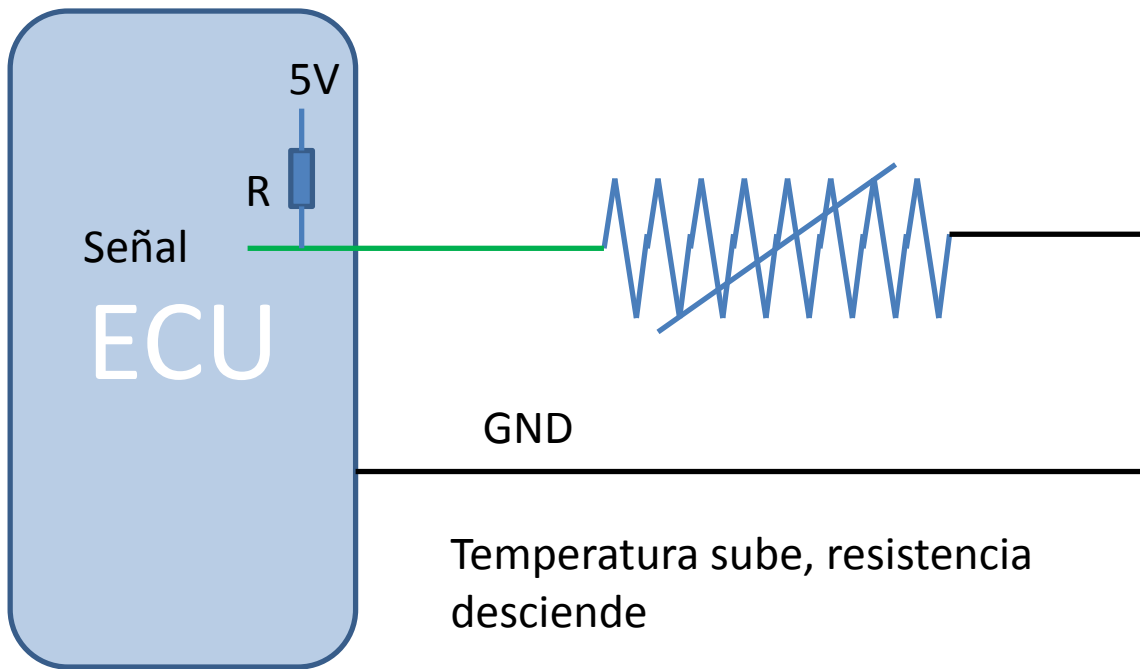 5V
R
Señal
ECU
GND
Temperatura sube, resistencia
desciende